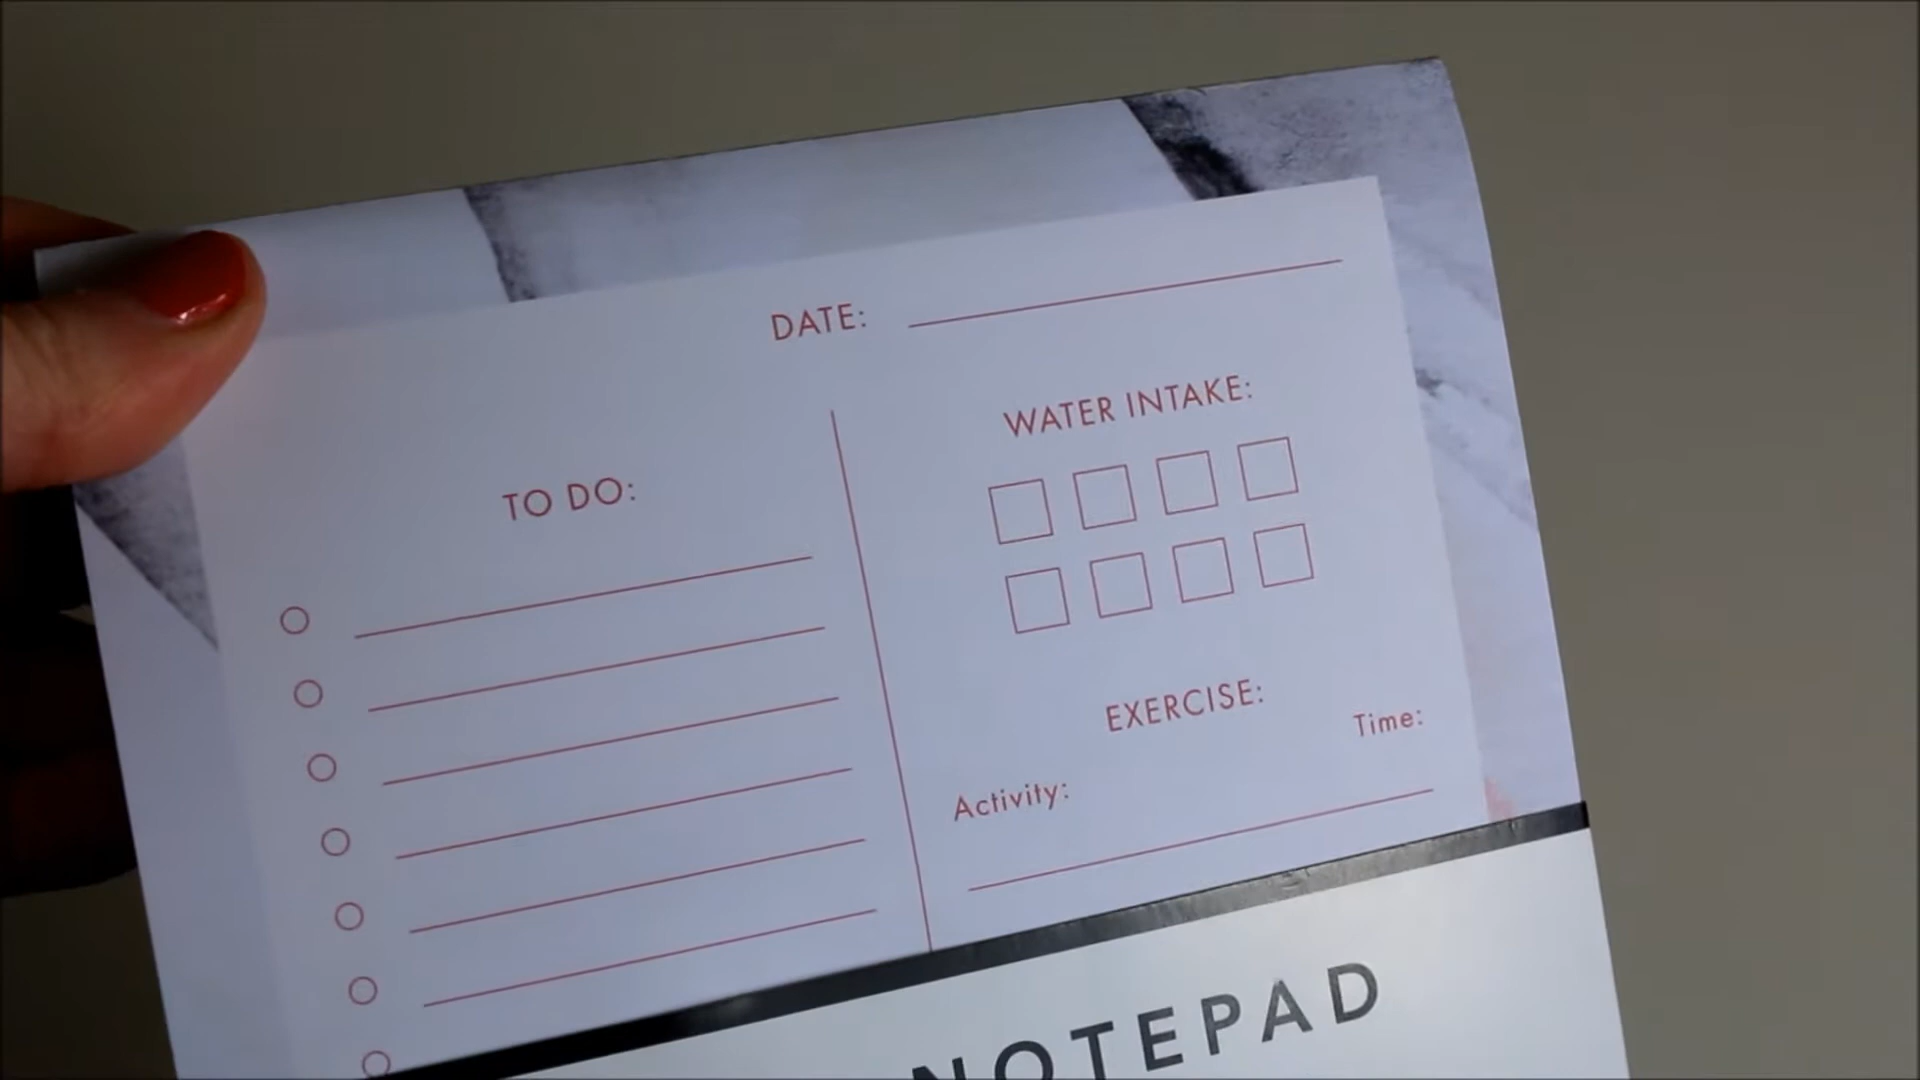 DATE:
TO DO:
WATER INTAKE:
EXERCISE:
Activity:
Time:
NOTEPAD